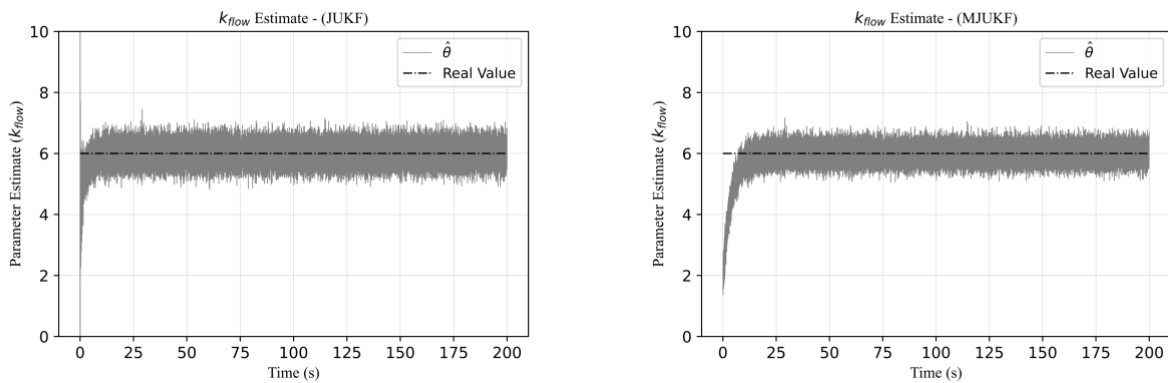 k_flow Estimate - (JUKF)
10
8
6
4
2
0
Parameter Estimate (k_flow)
θ̂
Real Value
0 25 50 75 100 125 150 175 200
Time (s)
k_flow Estimate - (MJUKF)
10
8
6
4
2
0
Parameter Estimate (k_flow)
θ̂
Real Value
0 25 50 75 100 125 150 175 200
Time (s)